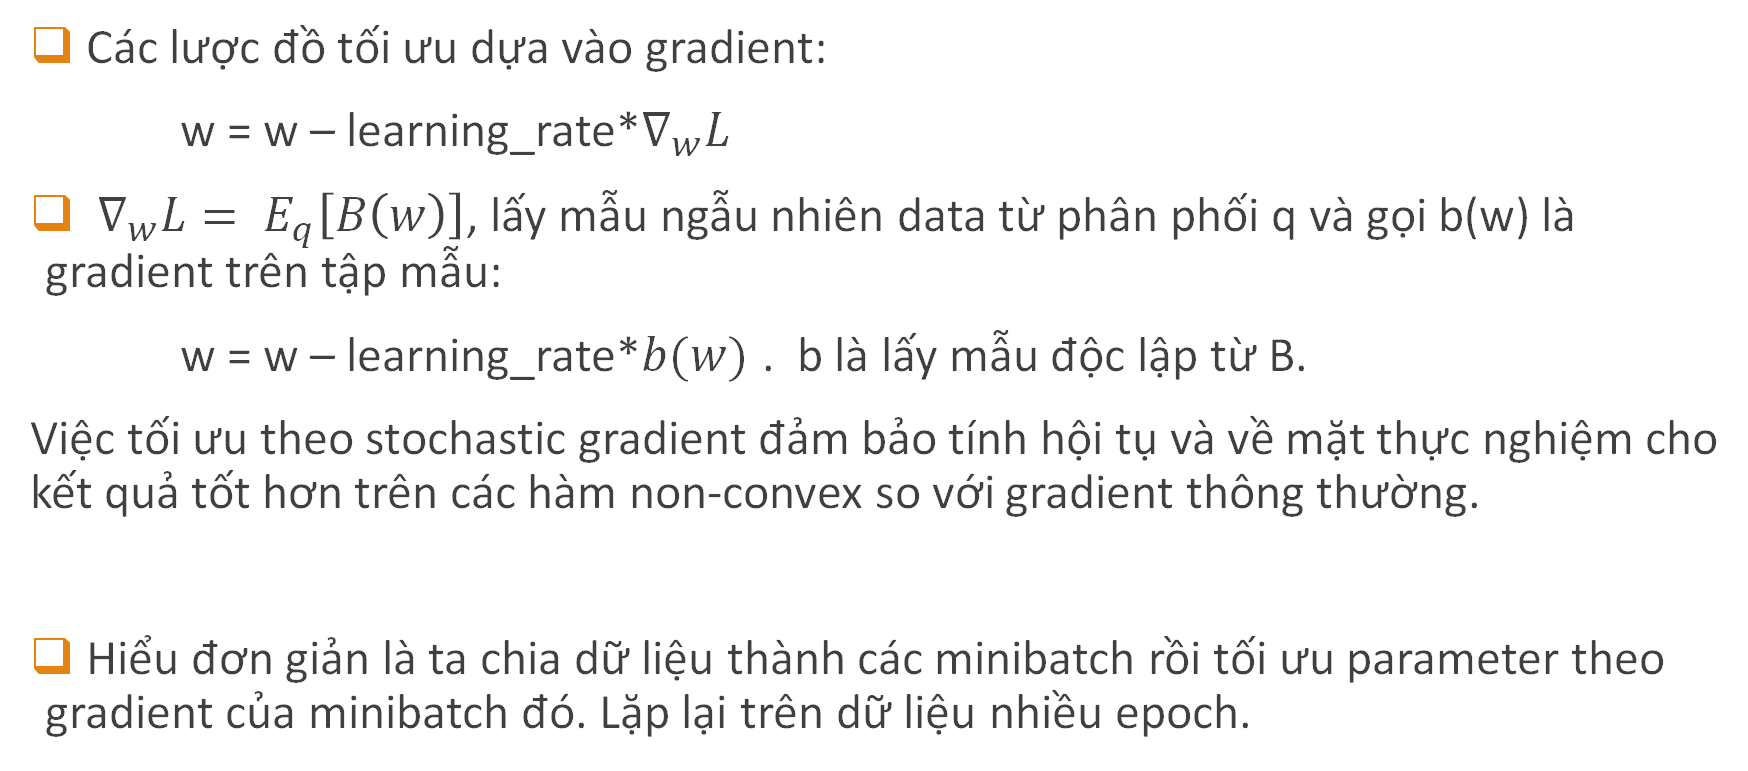 Các lược đồ tối ưu dựa vào gradient:
w = w – learning_rate*∇_w L
∇_w L = E_q[B(w)], lấy mẫu ngẫu nhiên data từ phân phối q và gọi b(w) là
gradient trên tập mẫu:
w = w – learning_rate*b(w) . b là lấy mẫu độc lập từ B.
Việc tối ưu theo stochastic gradient đảm bảo tính hội tụ và về mặt thực nghiệm cho
kết quả tốt hơn trên các hàm non-convex so với gradient thông thường.
Hiểu đơn giản là ta chia dữ liệu thành các minibatch rồi tối ưu parameter theo
gradient của minibatch đó. Lặp lại trên dữ liệu nhiều epoch.